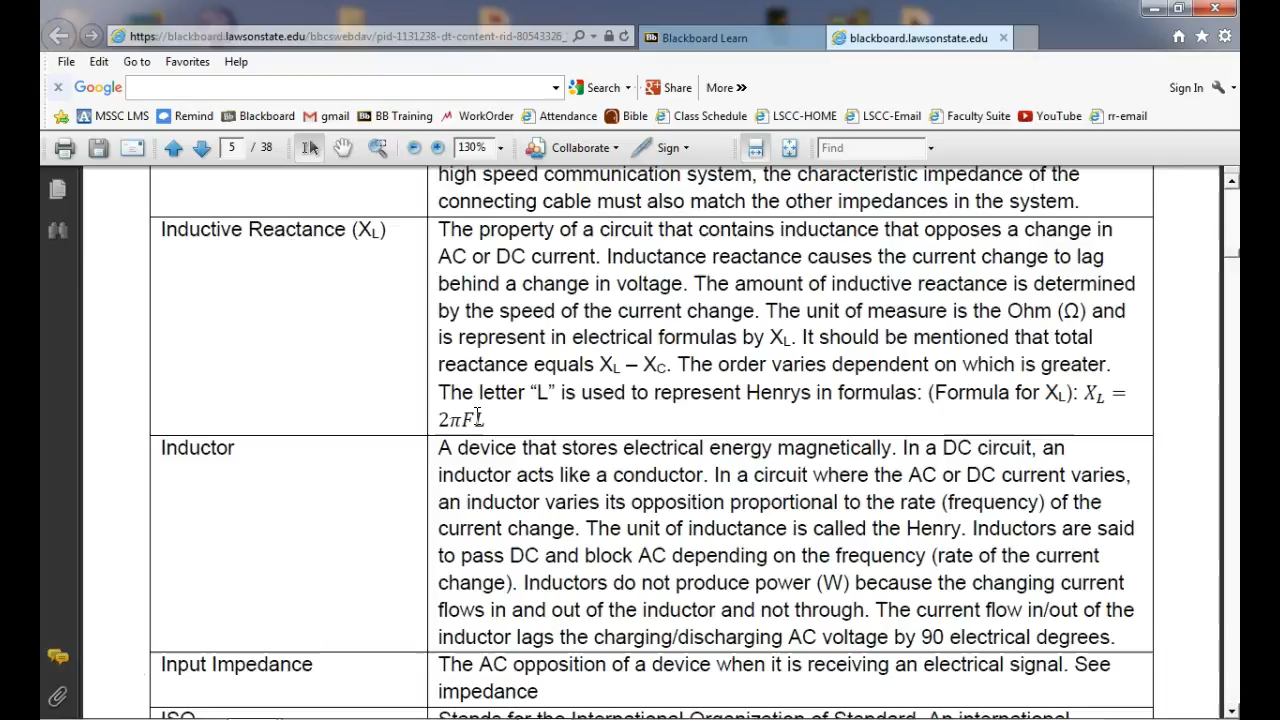 https://blackboard.lawsonstate.edu/bbcswebdav/pid-1131238-dt-content-rid-80543326_
Blackboard Learn
blackboard.lawsonstate.edu
File Edit Go to Favorites Help
Google Search Share More » Sign In
MSSC LMS Remind Blackboard gmail BB Training WorkOrder Attendance Bible Class Schedule LSCC-HOME LSCC-Email Faculty Suite YouTube rr-email
5 / 38 130% Collaborate Sign Find
high speed communication system, the characteristic impedance of the
connecting cable must also match the other impedances in the system.
Inductive Reactance (XL)
The property of a circuit that contains inductance that opposes a change in
AC or DC current. Inductance reactance causes the current change to lag
behind a change in voltage. The amount of inductive reactance is determined
by the speed of the current change. The unit of measure is the Ohm (Ω) and
is represent in electrical formulas by XL. It should be mentioned that total
reactance equals XL – XC. The order varies dependent on which is greater.
The letter “L” is used to represent Henrys in formulas: (Formula for XL): XL =
2πFL
Inductor
A device that stores electrical energy magnetically. In a DC circuit, an
inductor acts like a conductor. In a circuit where the AC or DC current varies,
an inductor varies its opposition proportional to the rate (frequency) of the
current change. The unit of inductance is called the Henry. Inductors are said
to pass DC and block AC depending on the frequency (rate of the current
change). Inductors do not produce power (W) because the changing current
flows in and out of the inductor and not through. The current flow in/out of the
inductor lags the charging/discharging AC voltage by 90 electrical degrees.
Input Impedance
The AC opposition of a device when it is receiving an electrical signal. See
impedance
ISO
Stands for the International Organization of Standard. An international